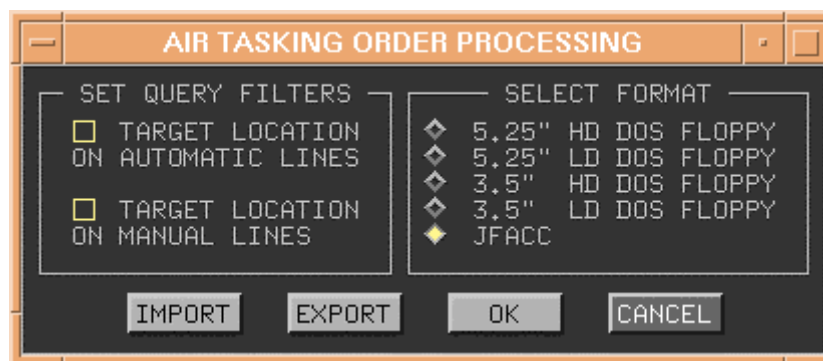 AIR TASKING ORDER PROCESSING
SET QUERY FILTERS
TARGET LOCATION
ON AUTOMATIC LINES
TARGET LOCATION
ON MANUAL LINES
SELECT FORMAT
5.25" HD DOS FLOPPY
5.25" LD DOS FLOPPY
3.5" HD DOS FLOPPY
3.5" LD DOS FLOPPY
JFACC
IMPORT
EXPORT
OK
CANCEL